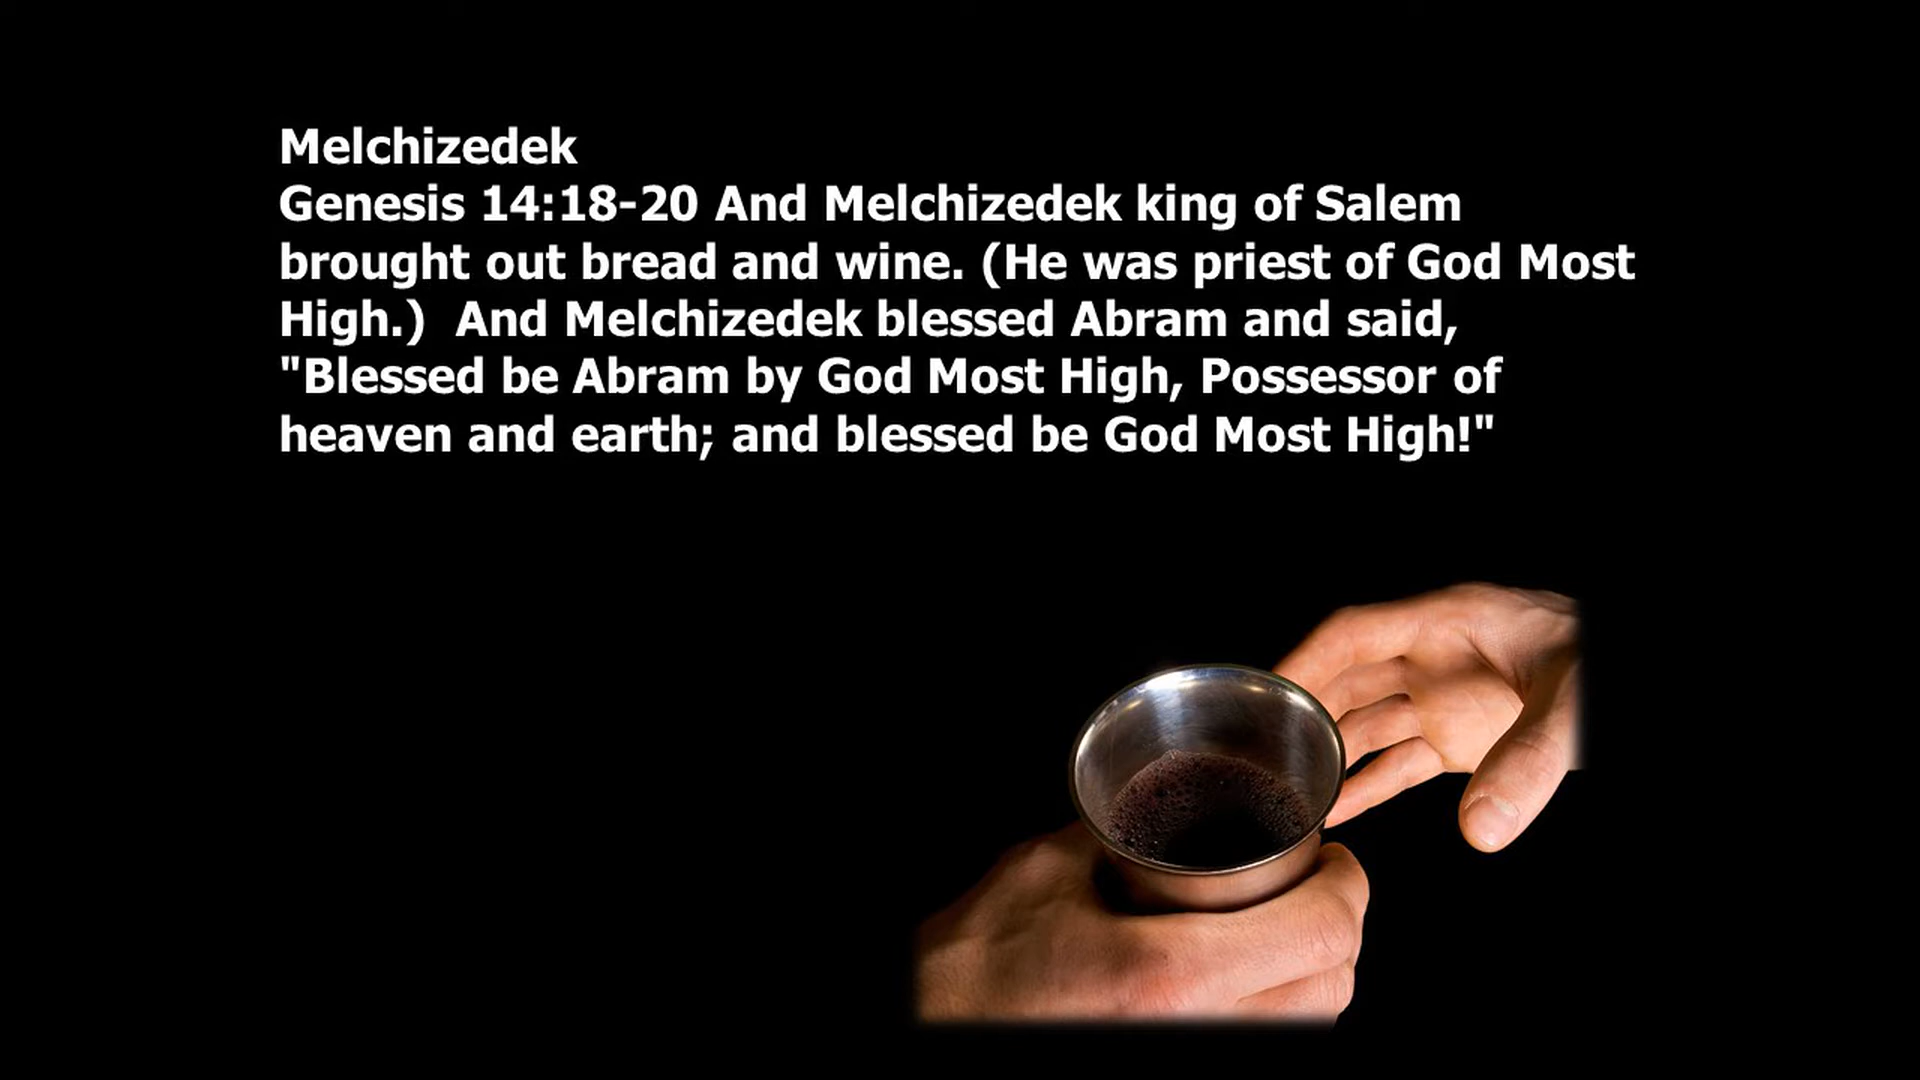 Melchizedek
Genesis 14:18-20 And Melchizedek king of Salem
brought out bread and wine. (He was priest of God Most
High.)  And Melchizedek blessed Abram and said,
"Blessed be Abram by God Most High, Possessor of
heaven and earth; and blessed be God Most High!"